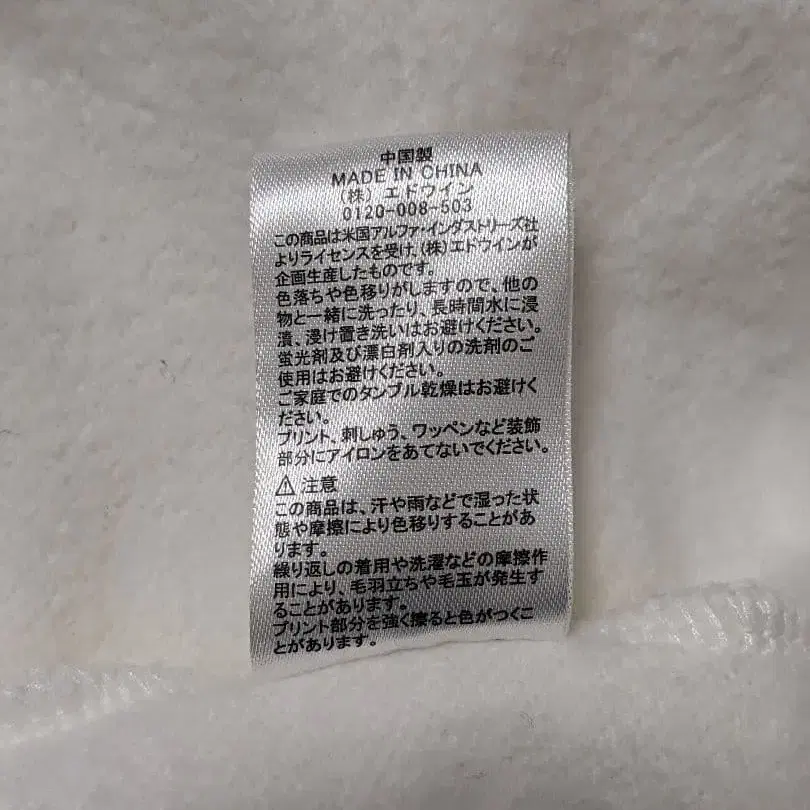 中国製
MADE IN CHINA
(株) エドウイン
0120-008-503
この商品は米国アルファ・インダストリーズ社
よりライセンスを受け、(株)エドウインが
企画生産したものです。
色落ちや色移りがしますので、他の
物と一緒に洗ったり、長時間水に浸
漬、浸け置き洗いはお避けください。
蛍光剤及び漂白剤入りの洗剤のご
使用はお避けください。
ご家庭でのタンブル乾燥はお避けく
ださい。
プリント、刺しゅう、ワッペンなど装飾
部分にアイロンをあてないでください。
⚠ 注意
この商品は、汗や雨などで湿った状
態や摩擦により色移りすることがあ
ります。
繰り返しの着用や洗濯などの摩擦作
用により、毛羽立ちや毛玉が発生す
ることがあります。
プリント部分を強く擦ると色がつくこ
とがあります。